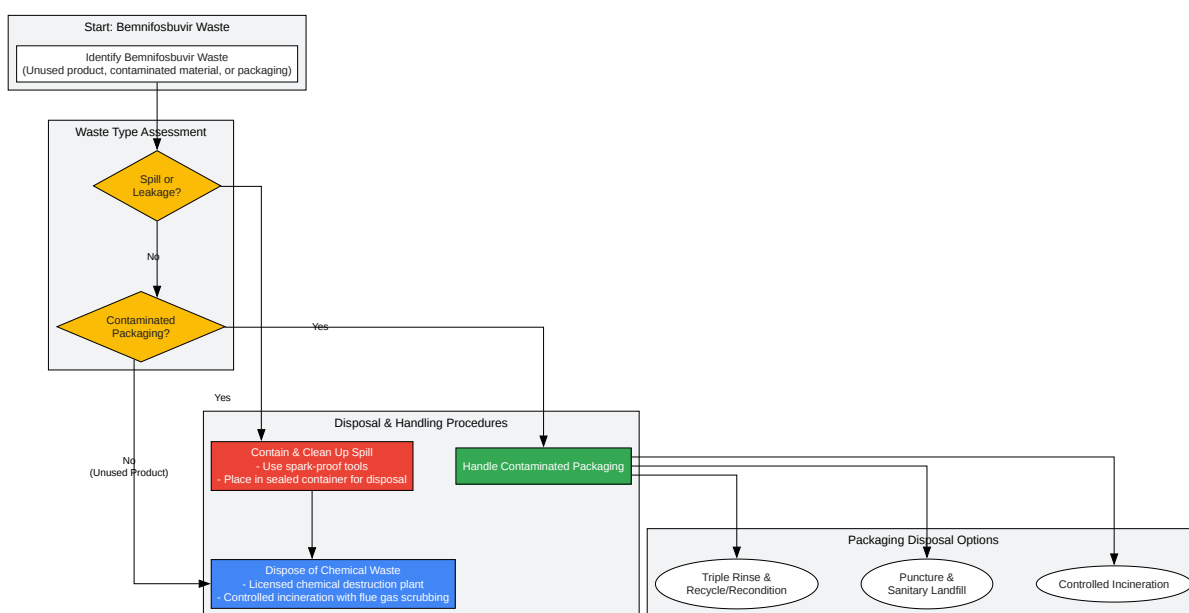 Start: Bemnifosbuvir Waste
Identify Bemnifosbuvir Waste
(Unused product, contaminated material, or packaging)
Waste Type Assessment
Spill or
Leakage?
No
Contaminated
Packaging?
Yes
Yes
Disposal & Handling Procedures
Contain & Clean Up Spill
- Use spark-proof tools
- Place in sealed container for disposal
Handle Contaminated Packaging
No
(Unused Product)
Packaging Disposal Options
Dispose of Chemical Waste
- Licensed chemical destruction plant
- Controlled incineration with flue gas scrubbing
Triple Rinse &
Recycle/Recondition
Puncture &
Sanitary Landfill
Controlled Incineration